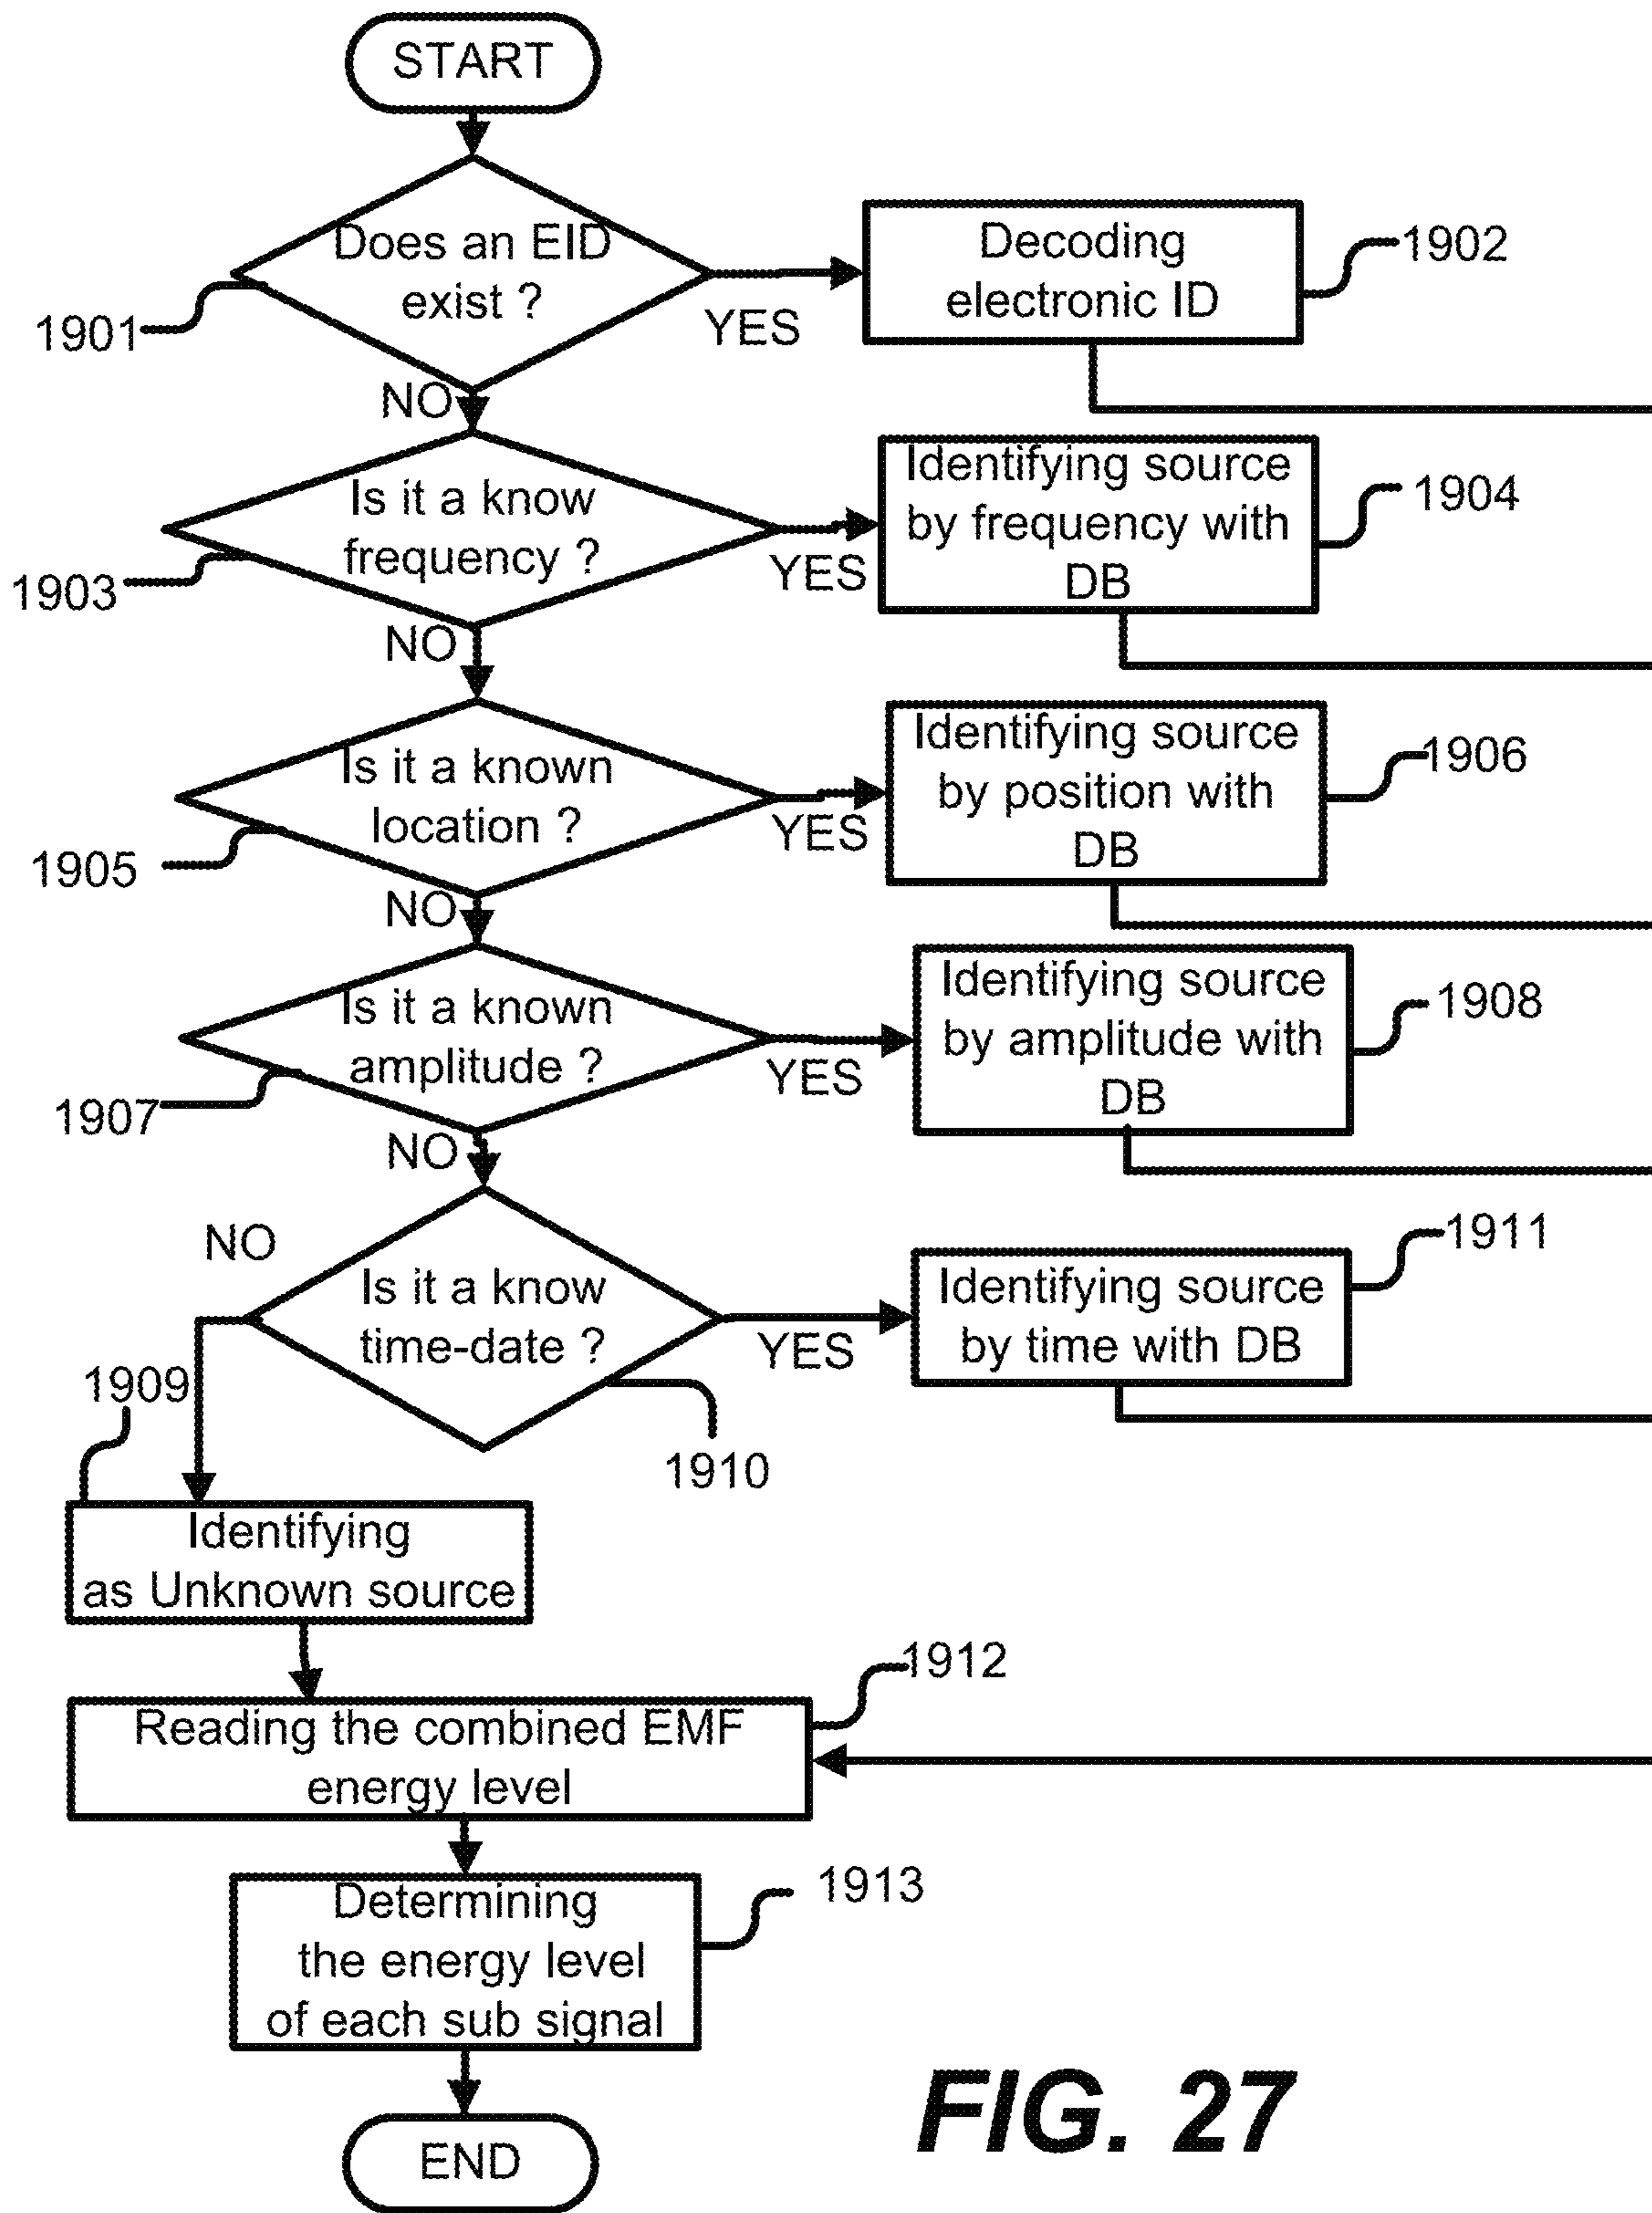 START
Does an EID
exist ?
1901
YES
NO
Decoding
electronic ID
1902
Is it a know
frequency ?
1903
YES
NO
Identifying source
by frequency with
DB
1904
Is it a known
location ?
1905
YES
NO
Identifying source
by position with
DB
1906
Is it a known
amplitude ?
1907
YES
NO
Identifying source
by amplitude with
DB
1908
Is it a know
time-date ?
NO
YES
1910
Identifying source
by time with DB
1911
1909
Identifying
as Unknown source
Reading the combined EMF
energy level
1912
Determining
the energy level
of each sub signal
1913
END
FIG. 27